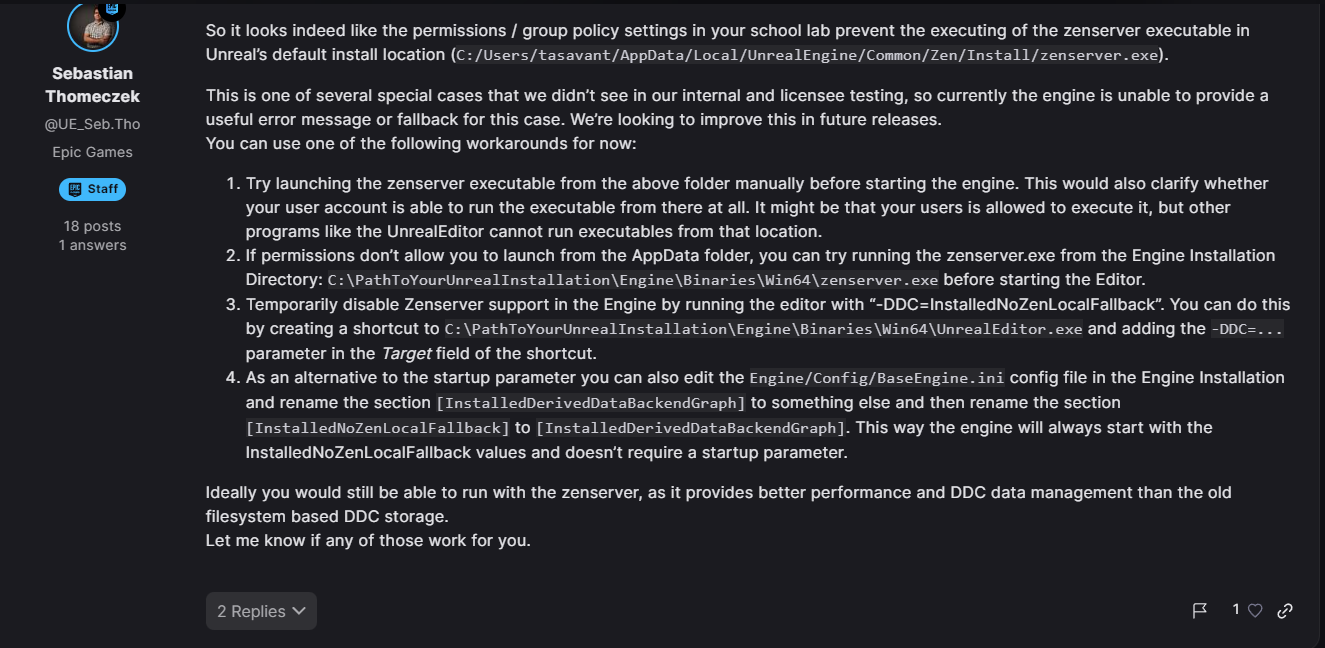 So it looks indeed like the permissions / group policy settings in your school lab prevent the executing of the zenserver executable in
Unreal's default install location (C:/Users/tasavant/AppData/Local/UnrealEngine/Common/Zen/Install/zenserver.exe).
Sebastian
Thomeczek
@UE_Seb.Tho
Epic Games
Staff
18 posts
1 answers
This is one of several special cases that we didn't see in our internal and licensee testing, so currently the engine is unable to provide a
useful error message or fallback for this case. We're looking to improve this in future releases.
You can use one of the following workarounds for now:
1. Try launching the zenserver executable from the above folder manually before starting the engine. This would also clarify whether
your user account is able to run the executable from there at all. It might be that your users is allowed to execute it, but other
programs like the UnrealEditor cannot run executables from that location.
2. If permissions don't allow you to launch from the AppData folder, you can try running the zenserver.exe from the Engine Installation
Directory: C:\PathToYourUnrealInstallation\Engine\Binaries\Win64\zenserver.exe before starting the Editor.
3. Temporarily disable Zenserver support in the Engine by running the editor with “-DDC=InstalledNoZenLocalFallback”. You can do this
by creating a shortcut to C:\PathToYourUnrealInstallation\Engine\Binaries\Win64\UnrealEditor.exe and adding the -DDC=...
parameter in the Target field of the shortcut.
4. As an alternative to the startup parameter you can also edit the Engine/Config/BaseEngine.ini config file in the Engine Installation
and rename the section [InstalledDerivedDataBackendGraph] to something else and then rename the section
[InstalledNoZenLocalFallback] to [InstalledDerivedDataBackendGraph]. This way the engine will always start with the
InstalledNoZenLocalFallback values and doesn't require a startup parameter.
Ideally you would still be able to run with the zenserver, as it provides better performance and DDC data management than the old
filesystem based DDC storage.
Let me know if any of those work for you.
2 Replies
1